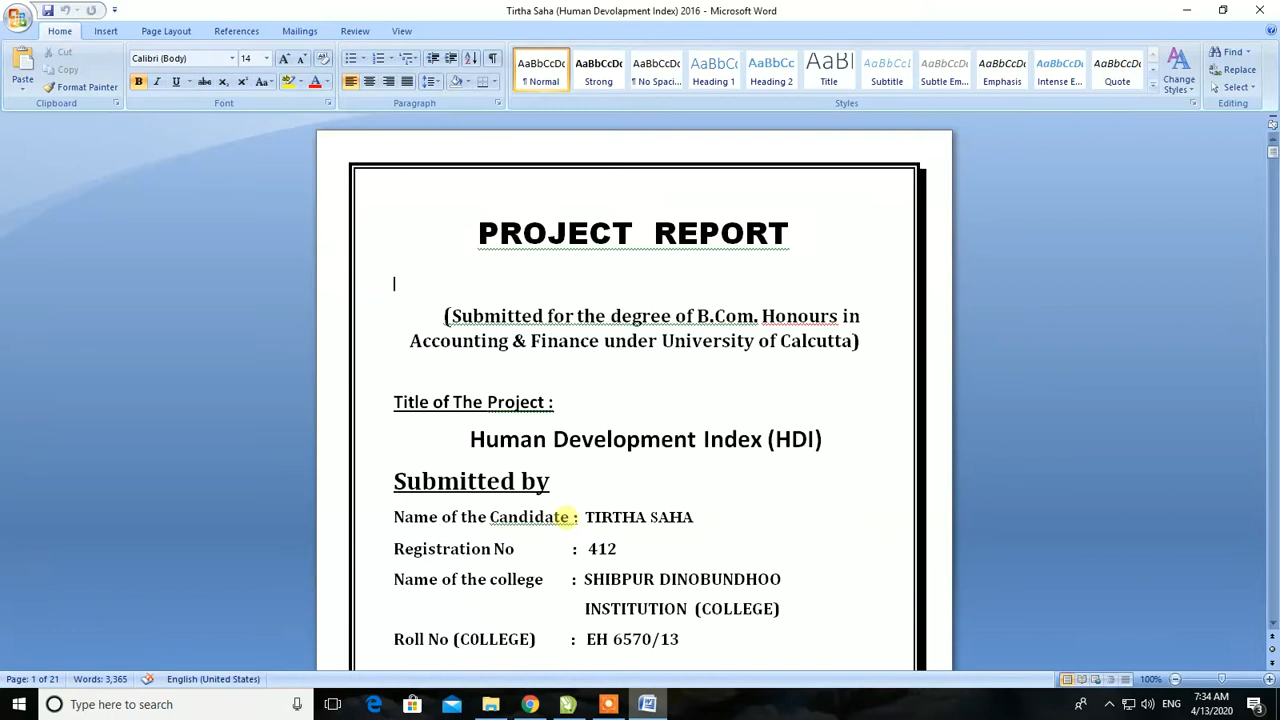 Tirtha Saha (Human Devolapment Index) 2016 - Microsoft Word
Home Insert Page Layout References Mailings Review View
Paste
Cut
Copy
Format Painter
Clipboard
Calibri (Body) 14
Font
Paragraph
AaBbCcDc AaBbCcDc AaBbCcDc AaBbCc AaBbCc AaBb AaBbCc. AaBbCcDc AaBbCcDc AaBbCcDc AaBbCcDc
¶ Normal Strong ¶ No Spaci... Heading 1 Heading 2 Title Subtitle Subtle Em... Emphasis Intense E... Quote
Change Styles
Styles
Find
Replace
Select
Editing
PROJECT REPORT
(Submitted for the degree of B.Com. Honours in
Accounting & Finance under University of Calcutta)
Title of The Project :
Human Development Index (HDI)
Submitted by
Name of the Candidate : TIRTHA SAHA
Registration No : 412
Name of the college : SHIBPUR DINOBUNDHOO
INSTITUTION (COLLEGE)
Roll No (C0LLEGE) : EH 6570/13
Page: 1 of 21 Words: 3,365 English (United States) 100%
Type here to search
ENG
7:34 AM
4/13/2020